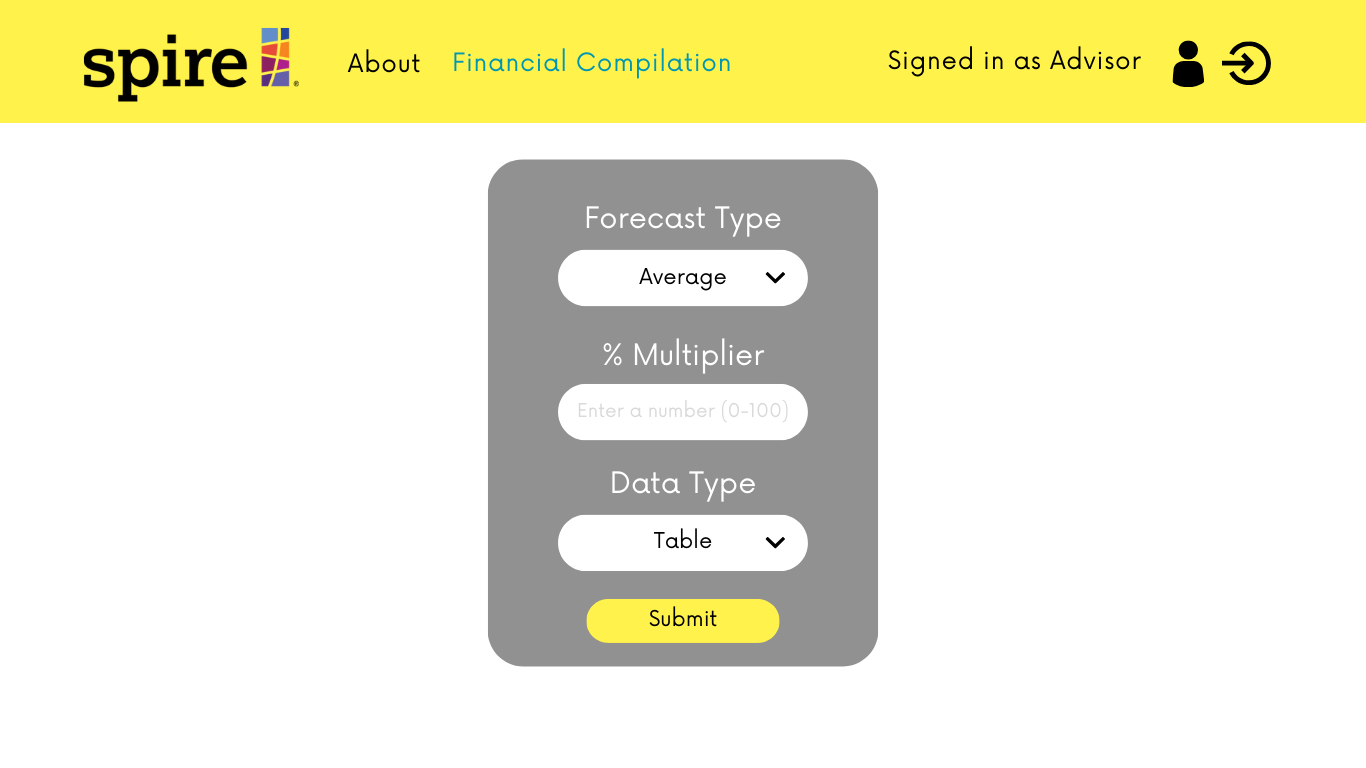 spire ®
About
Financial Compilation
Signed in as Advisor
Forecast Type
Average
% Multiplier
Enter a number (0-100)
Data Type
Table
Submit